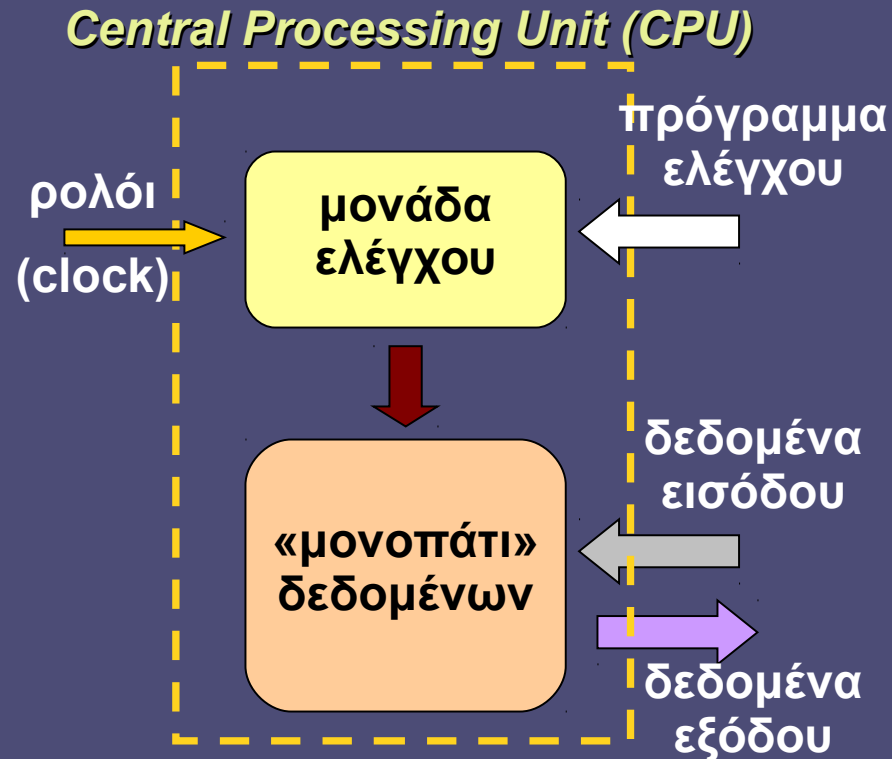 Central Processing Unit (CPU)
πρόγραμμα
ελέγχου
ρολόι
(clock)
μονάδα
ελέγχου
δεδομένα
εισόδου
«μονοπάτι»
δεδομένων
δεδομένα
εξόδου